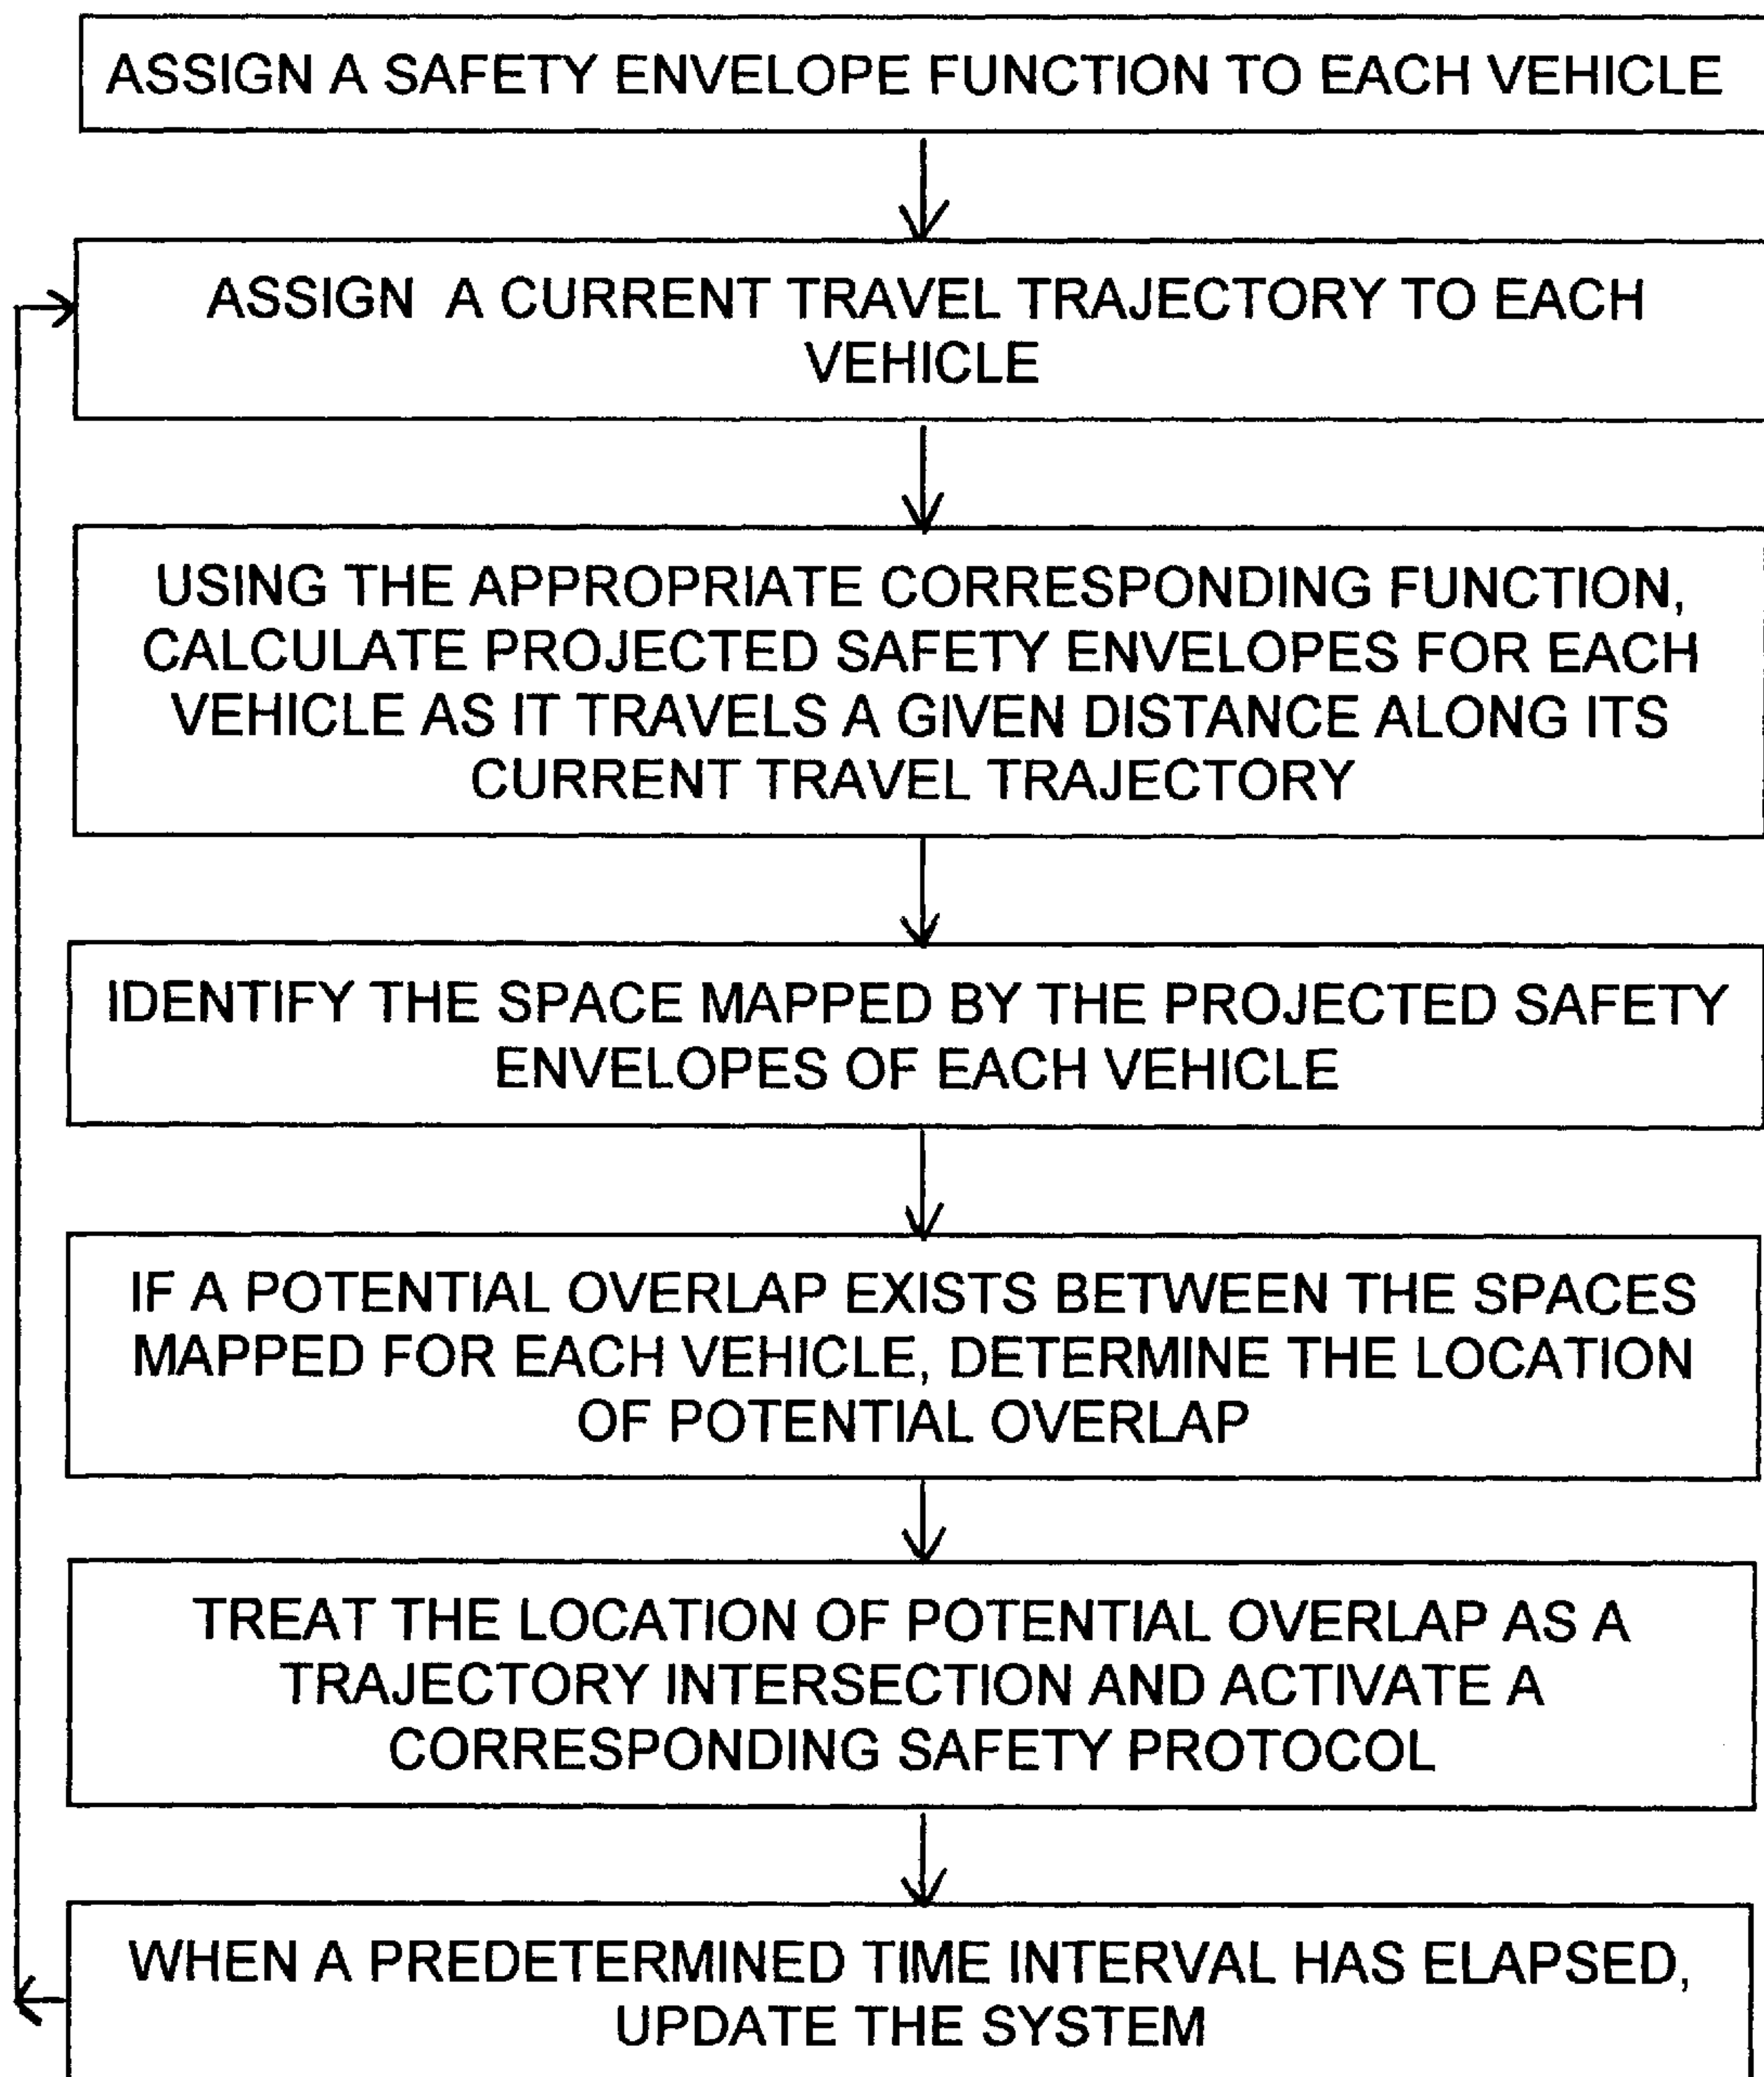 ASSIGN A SAFETY ENVELOPE FUNCTION TO EACH VEHICLE
ASSIGN A CURRENT TRAVEL TRAJECTORY TO EACH
VEHICLE
USING THE APPROPRIATE CORRESPONDING FUNCTION,
CALCULATE PROJECTED SAFETY ENVELOPES FOR EACH
VEHICLE AS IT TRAVELS A GIVEN DISTANCE ALONG ITS
CURRENT TRAVEL TRAJECTORY
IDENTIFY THE SPACE MAPPED BY THE PROJECTED SAFETY
ENVELOPES OF EACH VEHICLE
IF A POTENTIAL OVERLAP EXISTS BETWEEN THE SPACES
MAPPED FOR EACH VEHICLE, DETERMINE THE LOCATION
OF POTENTIAL OVERLAP
TREAT THE LOCATION OF POTENTIAL OVERLAP AS A
TRAJECTORY INTERSECTION AND ACTIVATE A
CORRESPONDING SAFETY PROTOCOL
WHEN A PREDETERMINED TIME INTERVAL HAS ELAPSED,
UPDATE THE SYSTEM